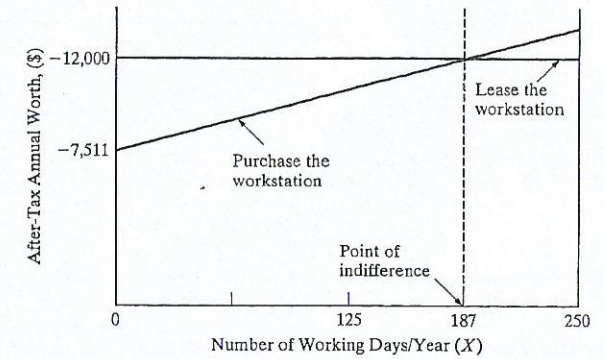 After-Tax Annual Worth, ($)
−12,000
−7,511
Lease the
workstation
Purchase the
workstation
Point of
indifference
0
125
187
250
Number of Working Days/Year (X)